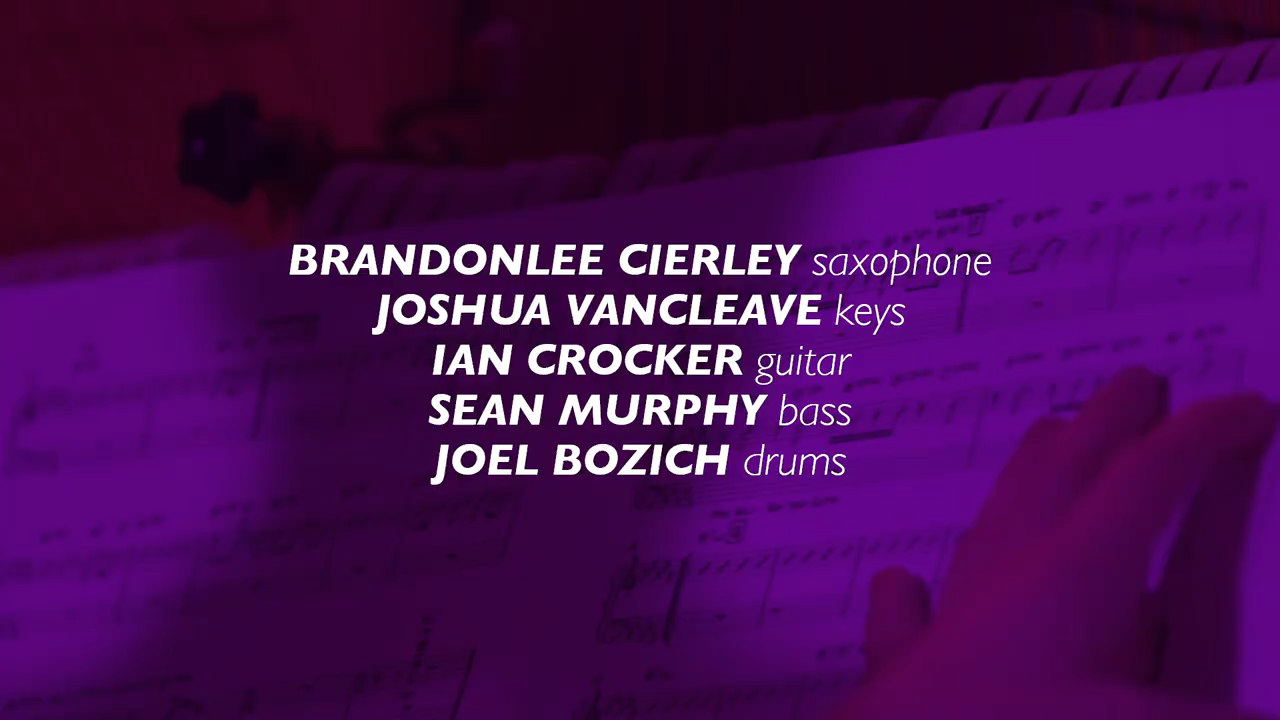 BRANDONLEE CIERLEY saxophone
JOSHUA VANCLEAVE keys
IAN CROCKER guitar
SEAN MURPHY bass
JOEL BOZICH drums